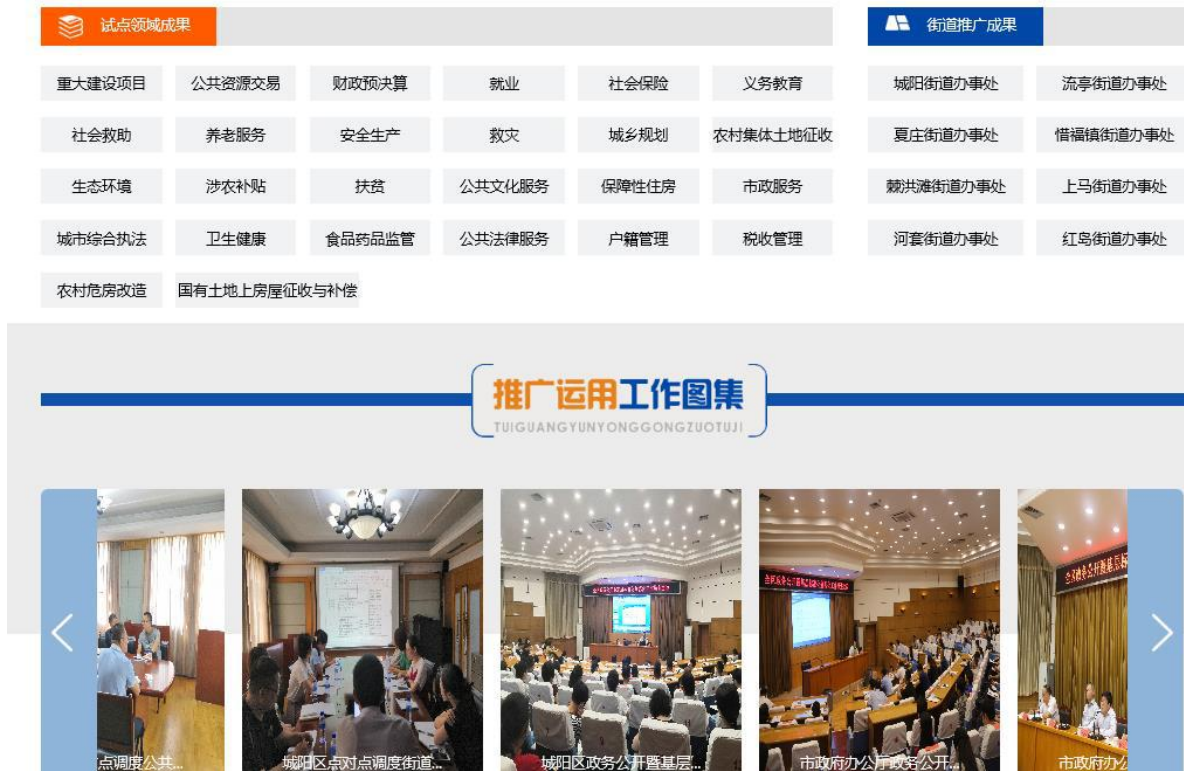 试点领域成果
街道推广成果
重大建设项目 公共资源交易 财政预决算 就业 社会保险 义务教育 城阳街道办事处 流亭街道办事处
社会救助 养老服务 安全生产 救灾 城乡规划 农村集体土地征收 夏庄街道办事处 惜福镇街道办事处
生态环境 涉农补贴 扶贫 公共文化服务 保障性住房 市政服务 棘洪滩街道办事处 上马街道办事处
城市综合执法 卫生健康 食品药品监管 公共法律服务 户籍管理 税收管理 河套街道办事处 红岛街道办事处
农村危房改造 国有土地上房屋征收与补偿
推广运用工作图集
TUIGUANGYUNYONGGONGZUOTUJI
点调度公共... 城阳区点对点调度街道... 城阳区政务公开暨基层... 市政府办公厅政务公开... 市政府办公